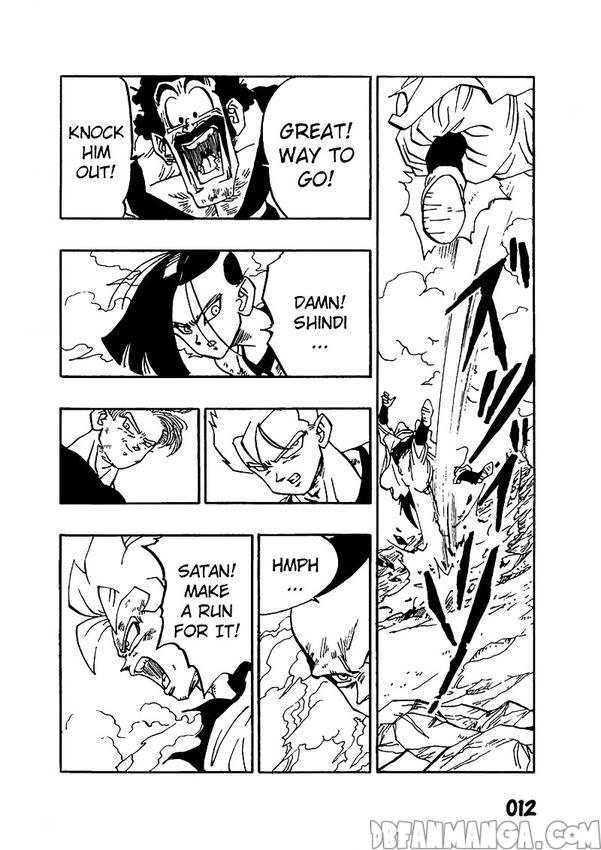 KNOCK
HIM
OUT!
GREAT!
WAY TO
GO!
DAMN!
SHINDI
...
SATAN!
MAKE
A RUN
FOR IT!
HMPH
...
012
DBFANMANGA.COM